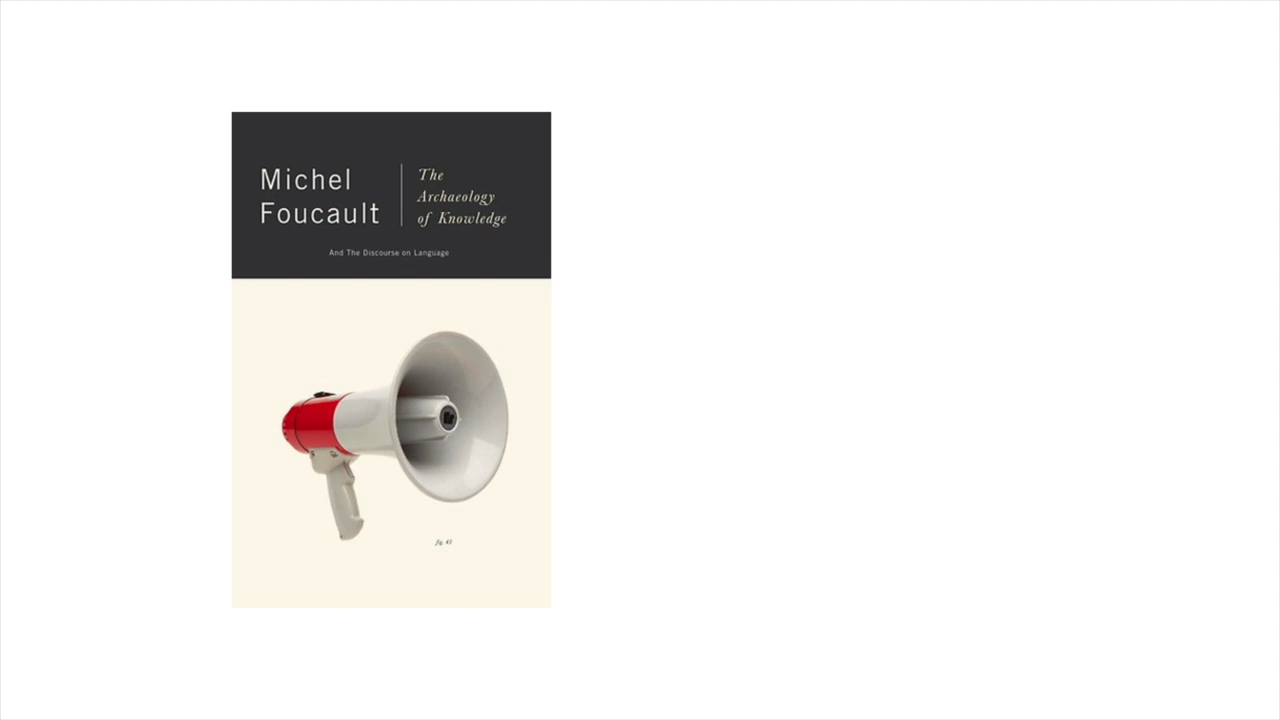 Michel
Foucault
The
Archaeology
of Knowledge
And The Discourse on Language